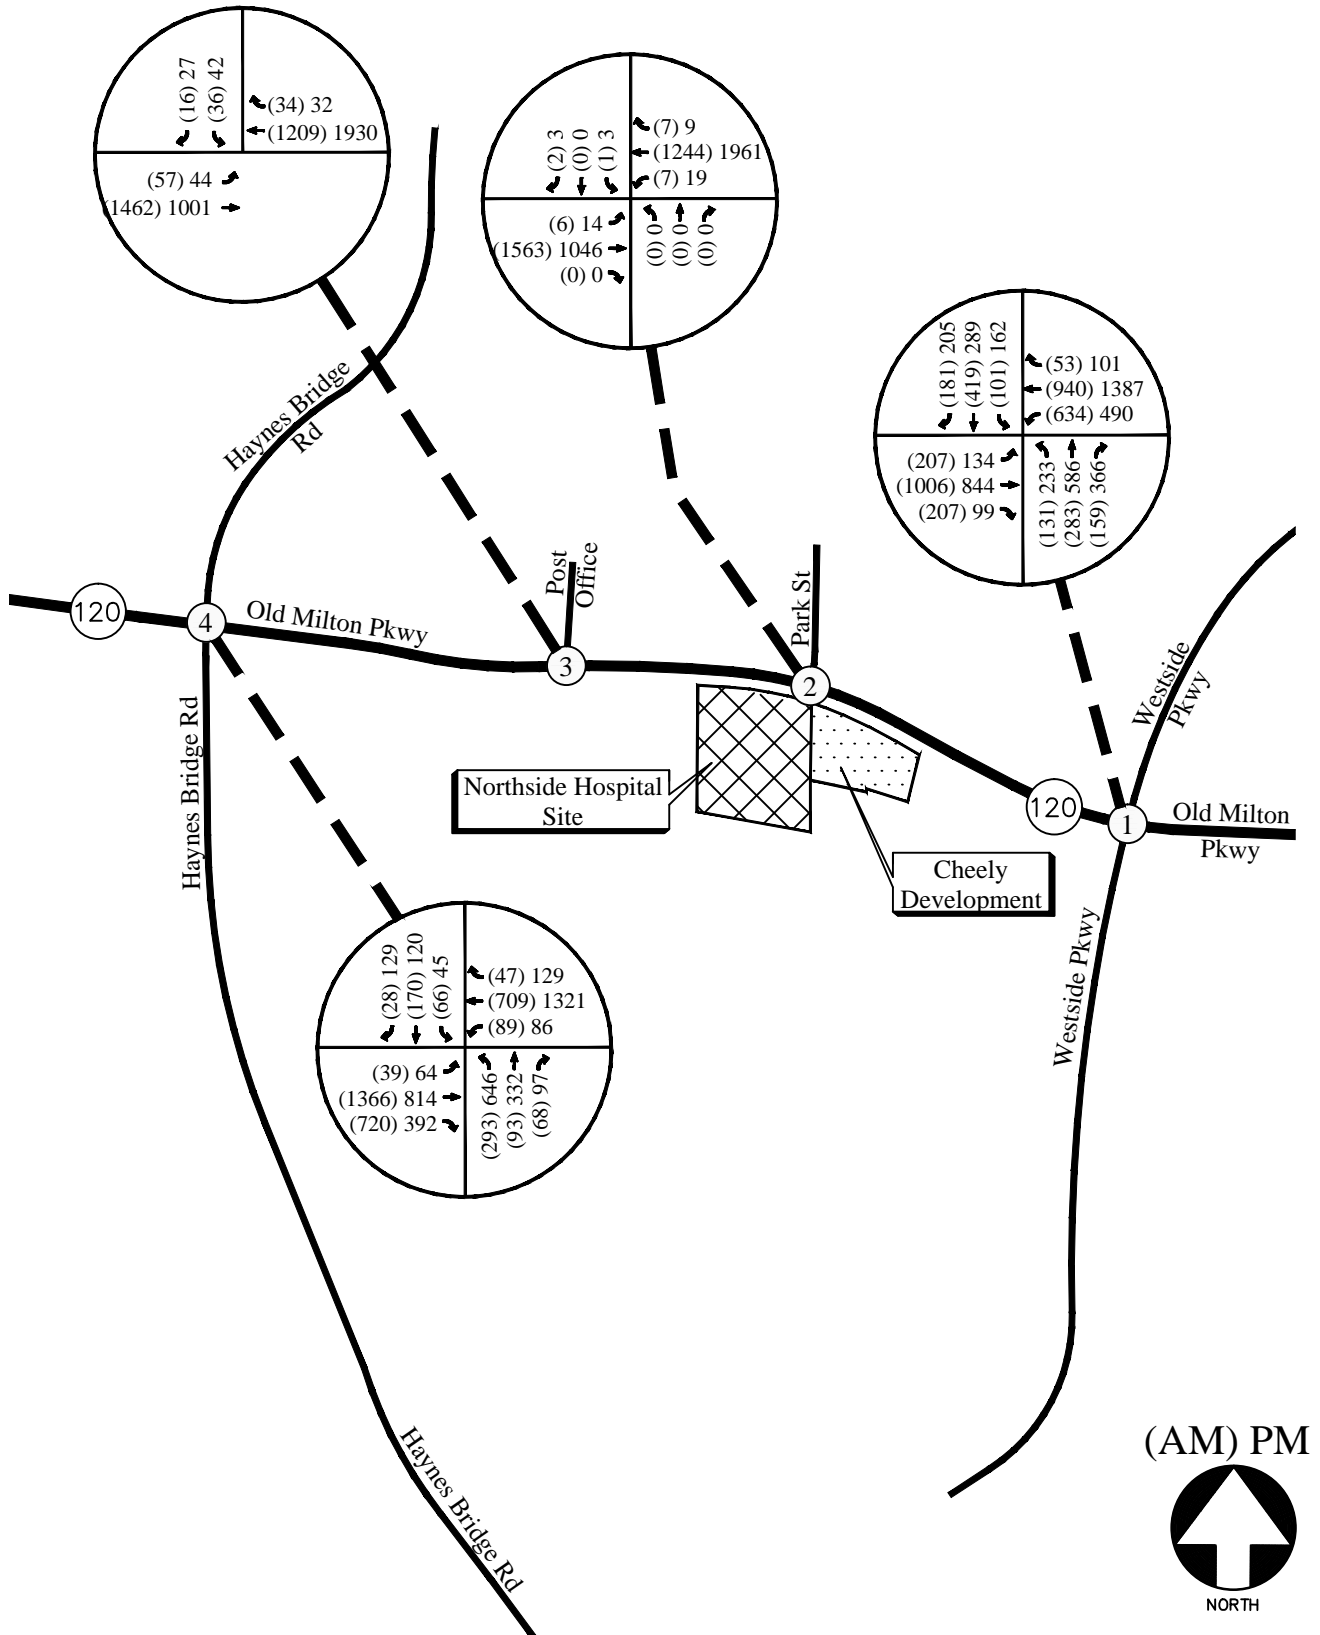 (16) 27
(36) 42
(34) 32
(1209) 1930
(57) 44
(1462) 1001
(2) 3
(0) 0
(1) 3
(7) 9
(1244) 1961
(7) 19
(6) 14
(1563) 1046
(0) 0
(0) 0
(0) 0
(0) 0
(181) 205
(419) 289
(101) 162
(53) 101
(940) 1387
(634) 490
(207) 134
(1006) 844
(207) 99
(131) 233
(283) 586
(159) 366
Haynes Bridge
Rd
120
4
Old Milton Pkwy
Post
Office
3
Park St
2
Westside
Pkwy
120
1
Old Milton
Pkwy
Haynes Bridge Rd
Northside Hospital
Site
Cheely
Development
Westside Pkwy
(28) 129
(170) 120
(66) 45
(47) 129
(709) 1321
(89) 86
(39) 64
(1366) 814
(720) 392
(293) 646
(93) 332
(68) 97
Haynes Bridge Rd
(AM) PM
NORTH